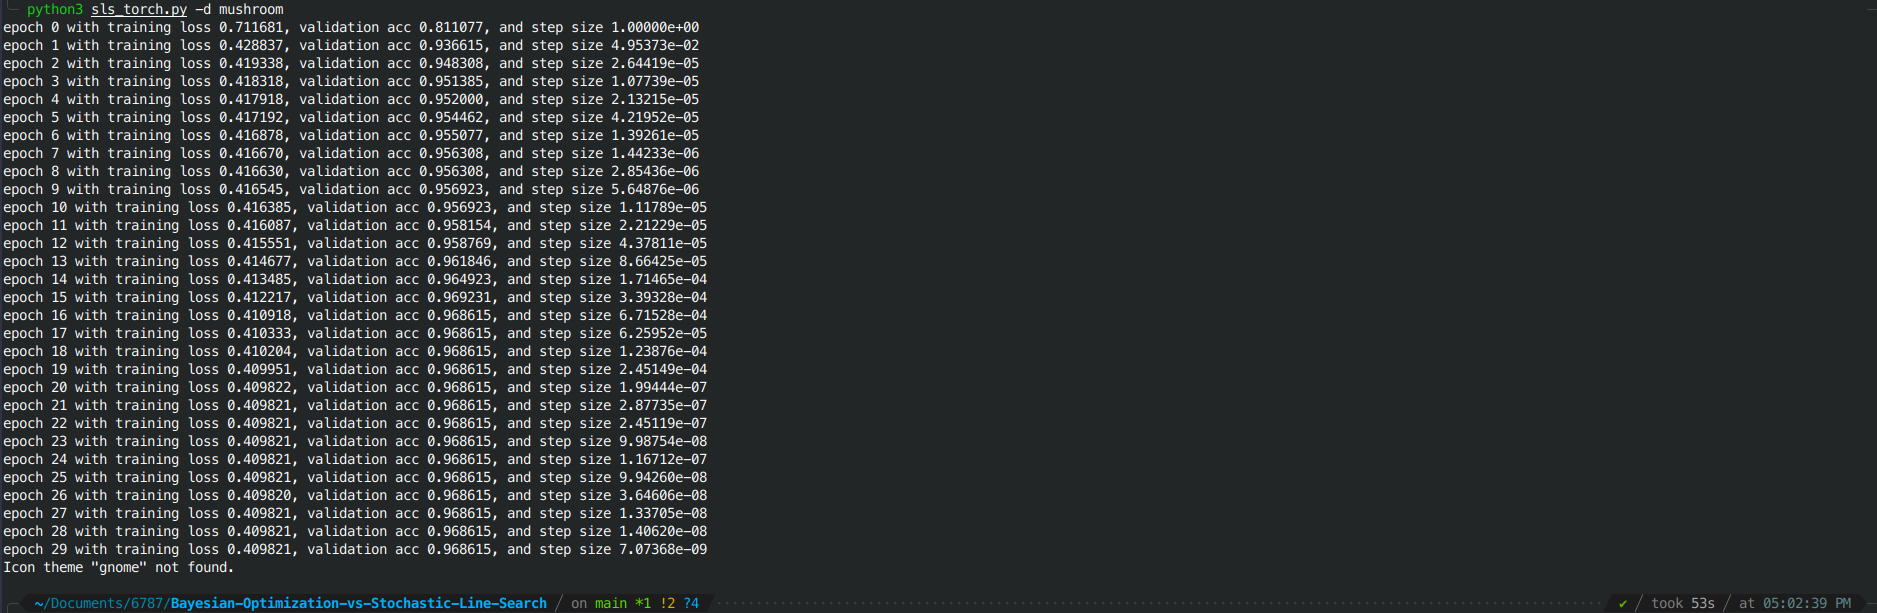 python3 sls_torch.py -d mushroom
epoch 0 with training loss 0.711681, validation acc 0.811077, and step size 1.00000e+00
epoch 1 with training loss 0.428837, validation acc 0.936615, and step size 4.95373e-02
epoch 2 with training loss 0.419338, validation acc 0.948308, and step size 2.64419e-05
epoch 3 with training loss 0.418318, validation acc 0.951385, and step size 1.07739e-05
epoch 4 with training loss 0.417918, validation acc 0.952000, and step size 2.13215e-05
epoch 5 with training loss 0.417192, validation acc 0.954462, and step size 4.21952e-05
epoch 6 with training loss 0.416878, validation acc 0.955077, and step size 1.39261e-05
epoch 7 with training loss 0.416670, validation acc 0.956308, and step size 1.44233e-06
epoch 8 with training loss 0.416630, validation acc 0.956308, and step size 2.85436e-06
epoch 9 with training loss 0.416545, validation acc 0.956923, and step size 5.64876e-06
epoch 10 with training loss 0.416385, validation acc 0.956923, and step size 1.11789e-05
epoch 11 with training loss 0.416087, validation acc 0.958154, and step size 2.21229e-05
epoch 12 with training loss 0.415551, validation acc 0.958769, and step size 4.37811e-05
epoch 13 with training loss 0.414677, validation acc 0.961846, and step size 8.66425e-05
epoch 14 with training loss 0.413485, validation acc 0.964923, and step size 1.71465e-04
epoch 15 with training loss 0.412217, validation acc 0.969231, and step size 3.39328e-04
epoch 16 with training loss 0.410918, validation acc 0.968615, and step size 6.71528e-04
epoch 17 with training loss 0.410333, validation acc 0.968615, and step size 6.25952e-05
epoch 18 with training loss 0.410204, validation acc 0.968615, and step size 1.23876e-04
epoch 19 with training loss 0.409951, validation acc 0.968615, and step size 2.45149e-04
epoch 20 with training loss 0.409822, validation acc 0.968615, and step size 1.99444e-07
epoch 21 with training loss 0.409821, validation acc 0.968615, and step size 2.87735e-07
epoch 22 with training loss 0.409821, validation acc 0.968615, and step size 2.45119e-07
epoch 23 with training loss 0.409821, validation acc 0.968615, and step size 9.98754e-08
epoch 24 with training loss 0.409821, validation acc 0.968615, and step size 1.16712e-07
epoch 25 with training loss 0.409821, validation acc 0.968615, and step size 9.94260e-08
epoch 26 with training loss 0.409820, validation acc 0.968615, and step size 3.64606e-08
epoch 27 with training loss 0.409821, validation acc 0.968615, and step size 1.33705e-08
epoch 28 with training loss 0.409821, validation acc 0.968615, and step size 1.40620e-08
epoch 29 with training loss 0.409821, validation acc 0.968615, and step size 7.07368e-09
Icon theme "gnome" not found.
~/Documents/6787/Bayesian-Optimization-vs-Stochastic-Line-Search / on main *1 !2 ?4 ✔ / took 53s / at 05:02:39 PM